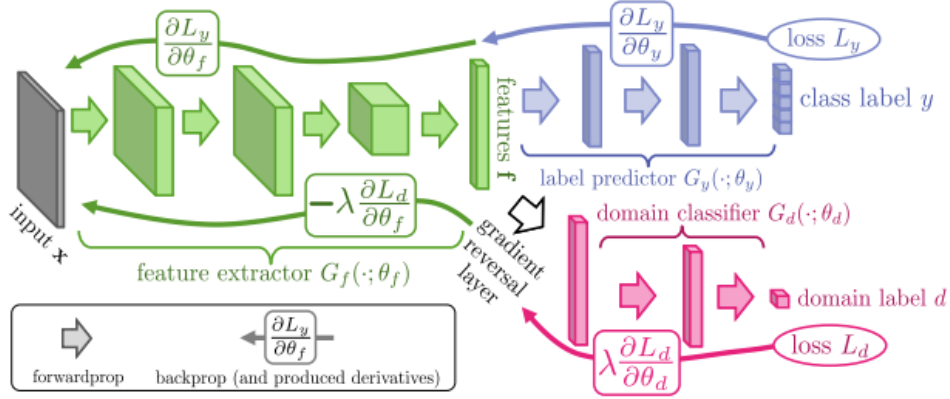 ∂L_y/∂θ_f
∂L_y/∂θ_y
loss L_y
input x
features f
class label y
label predictor G_y(·;θ_y)
−λ ∂L_d/∂θ_f
feature extractor G_f(·;θ_f)
gradient
reversal
layer
domain classifier G_d(·;θ_d)
domain label d
λ ∂L_d/∂θ_d
loss L_d
forwardprop
∂L_y/∂θ_f
backprop (and produced derivatives)